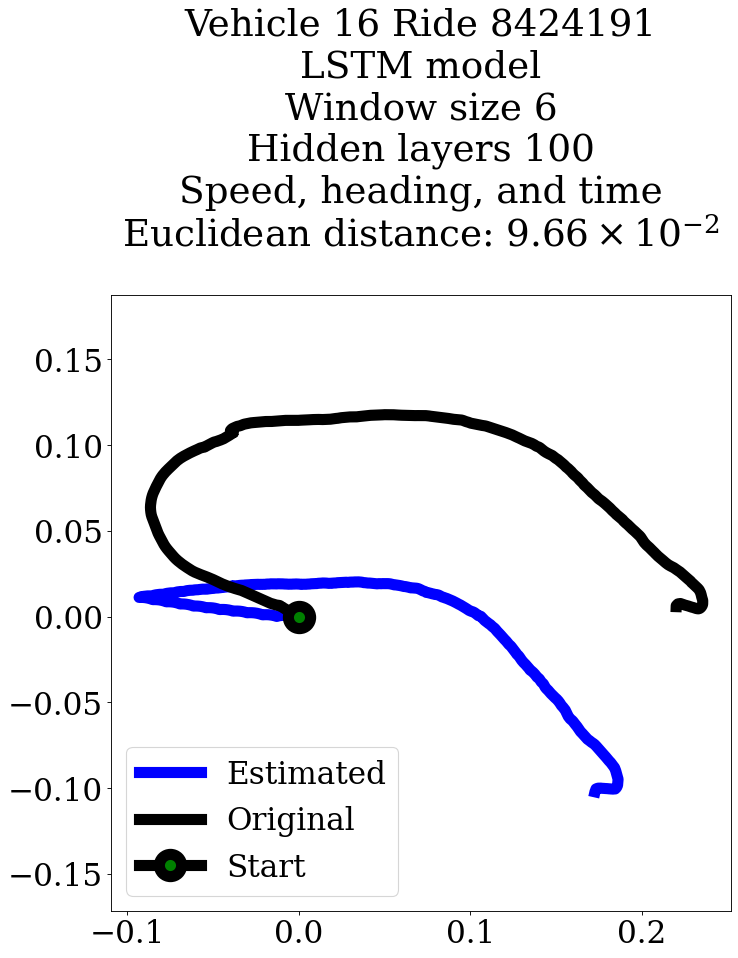 Vehicle 16 Ride 8424191
LSTM model
Window size 6
Hidden layers 100
Speed, heading, and time
Euclidean distance: 9.66 × 10⁻²
0.15
0.10
0.05
0.00
−0.05
−0.10
−0.15
Estimated
Original
Start
−0.1 0.0 0.1 0.2